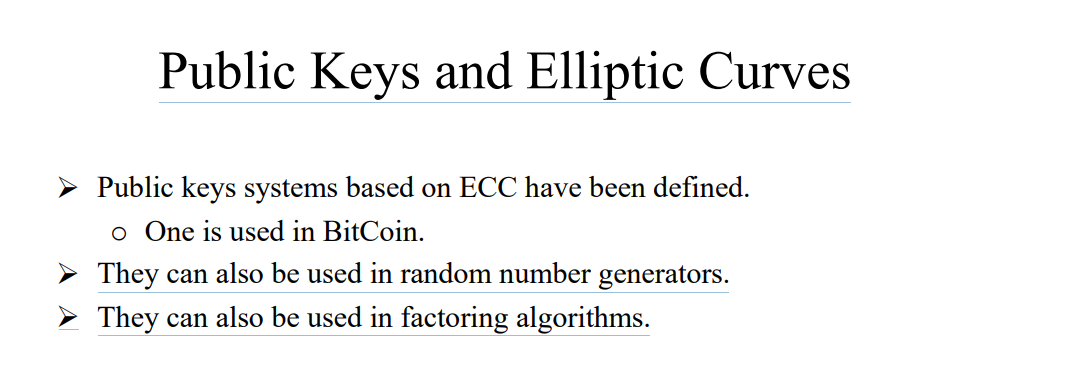 Public Keys and Elliptic Curves
➢ Public keys systems based on ECC have been defined.
o One is used in BitCoin.
➢ They can also be used in random number generators.
➢ They can also be used in factoring algorithms.